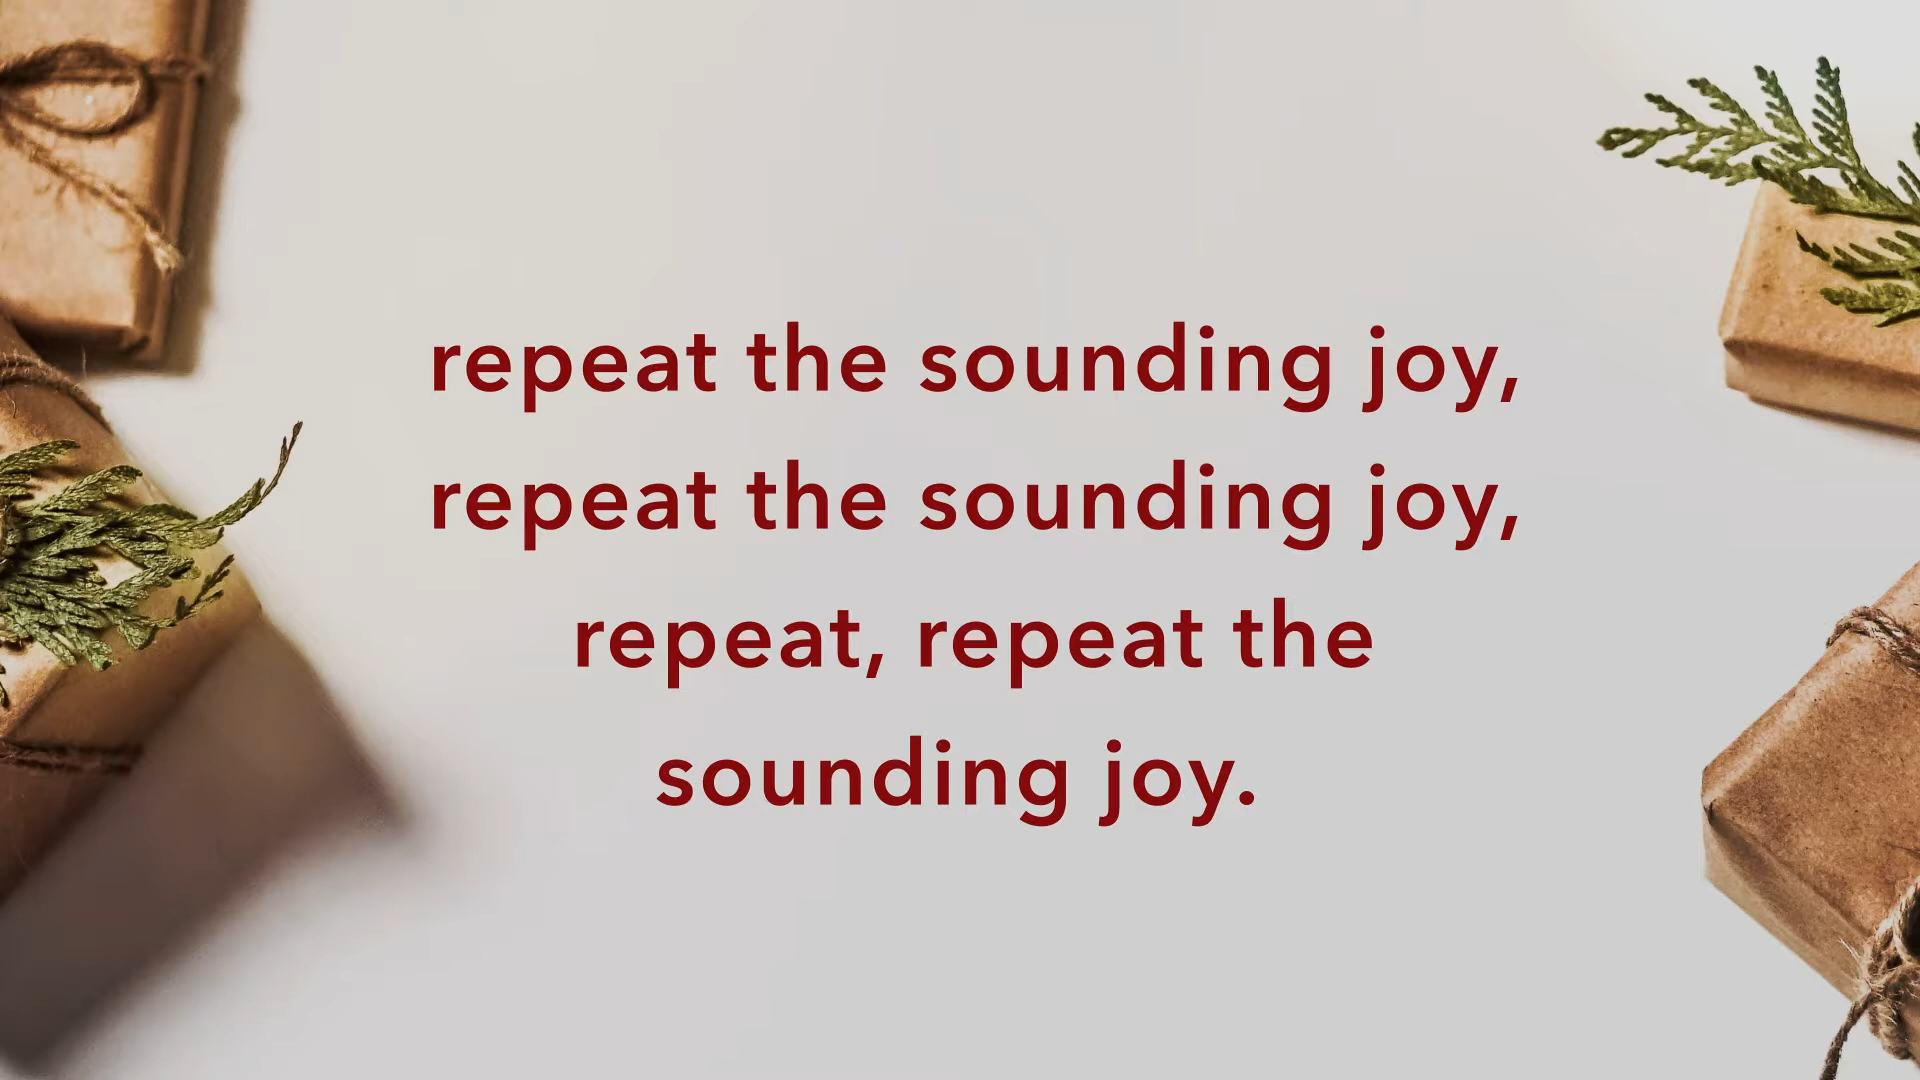 repeat the sounding joy,
repeat the sounding joy,
repeat, repeat the
sounding joy.